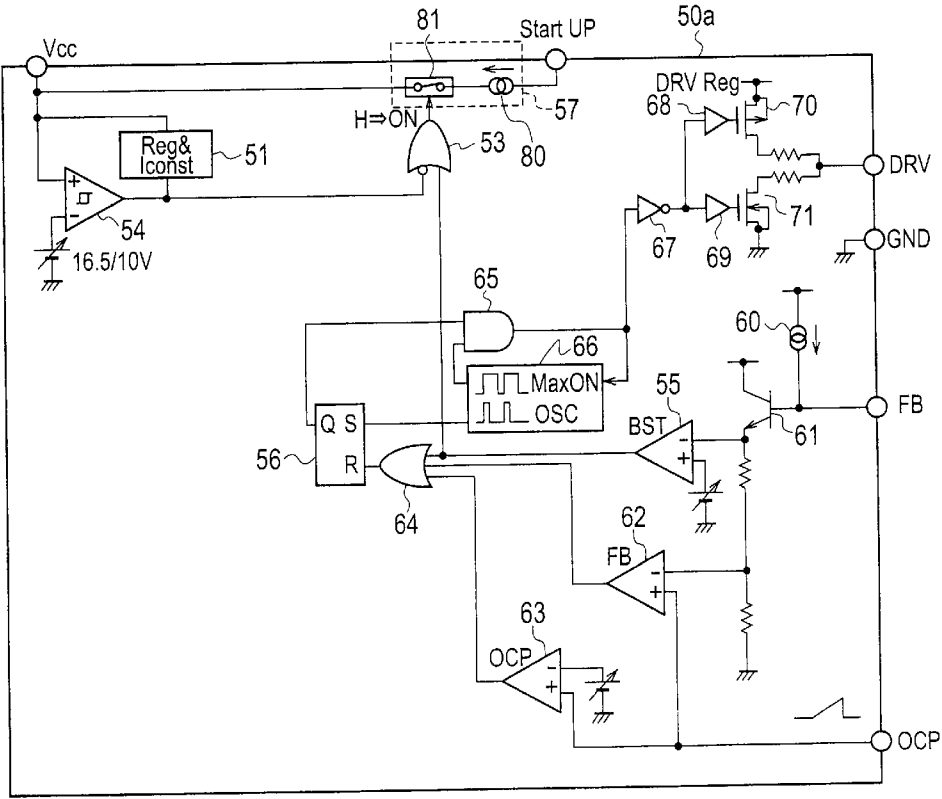 50a
81
Start UP
Vcc
H⇒ON
57
80
53
DRV Reg
68
70
Reg&
Iconst
51
DRV
+
-
54
16.5/10V
67
69
71
GND
65
60
66
MaxON
OSC
55
BST
-
+
61
FB
Q S
R
56
64
62
FB
-
+
63
OCP
-
+
OCP